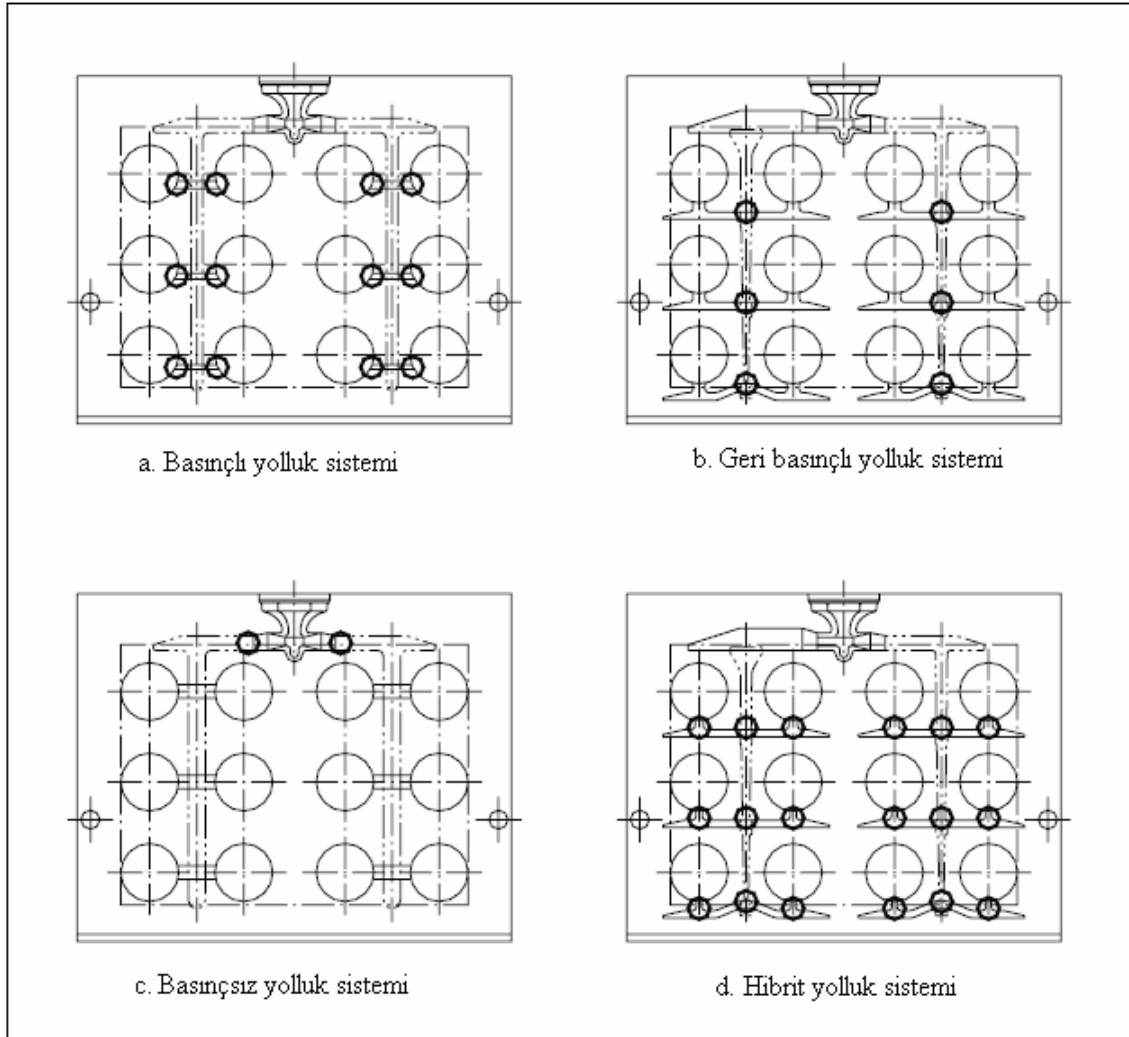 a. Basınçlı yolluk sistemi
b. Geri basınçlı yolluk sistemi
c. Basınçsız yolluk sistemi
d. Hibrit yolluk sistemi